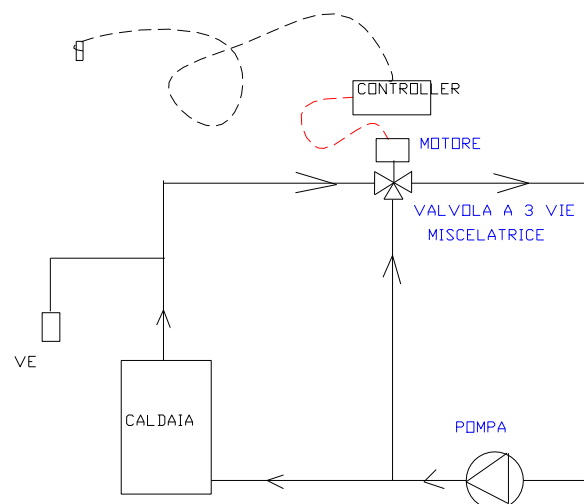 CONTROLLER
MOTORE
VALVOLA A 3 VIE
MISCELATRICE
VE
CALDAIA
POMPA